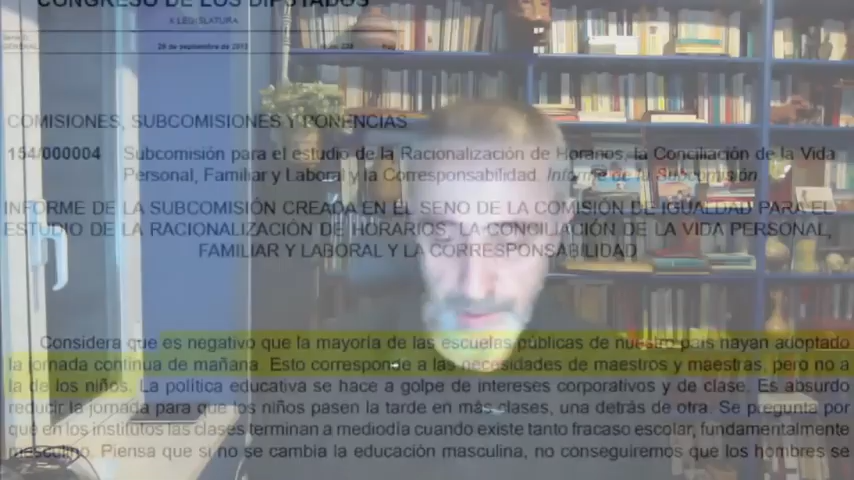 CONGRESO DE LOS DIPUTADOS
X LEGISLATURA
GENERAL
28 de septiembre de 2013
COMISIONES, SUBCOMISIONES Y PONENCIAS
154/000004 Subcomisión para el estudio de la Racionalización de Horarios, la Conciliación de la Vida
Personal, Familiar y Laboral y la Corresponsabilidad. Informe de la Subcomisión
INFORME DE LA SUBCOMISIÓN CREADA EN EL SENO DE LA COMISIÓN DE IGUALDAD PARA EL
ESTUDIO DE LA RACIONALIZACIÓN DE HORARIOS, LA CONCILIACIÓN DE LA VIDA PERSONAL,
FAMILIAR Y LABORAL Y LA CORRESPONSABILIDAD
Considera que es negativo que la mayoría de las escuelas públicas de nuestro país hayan adoptado
la jornada continua de mañana. Esto corresponde a las necesidades de maestros y maestras, pero no a
la de los niños. La política educativa se hace a golpe de intereses corporativos y de clase. Es absurdo
reducir la jornada para que los niños pasen la tarde en más clases, una detrás de otra. Se pregunta por
qué en los institutos las clases terminan a mediodía cuando existe tanto fracaso escolar, fundamentalmente
masculino. Piensa que si no se cambia la educación masculina, no conseguiremos que los hombres se